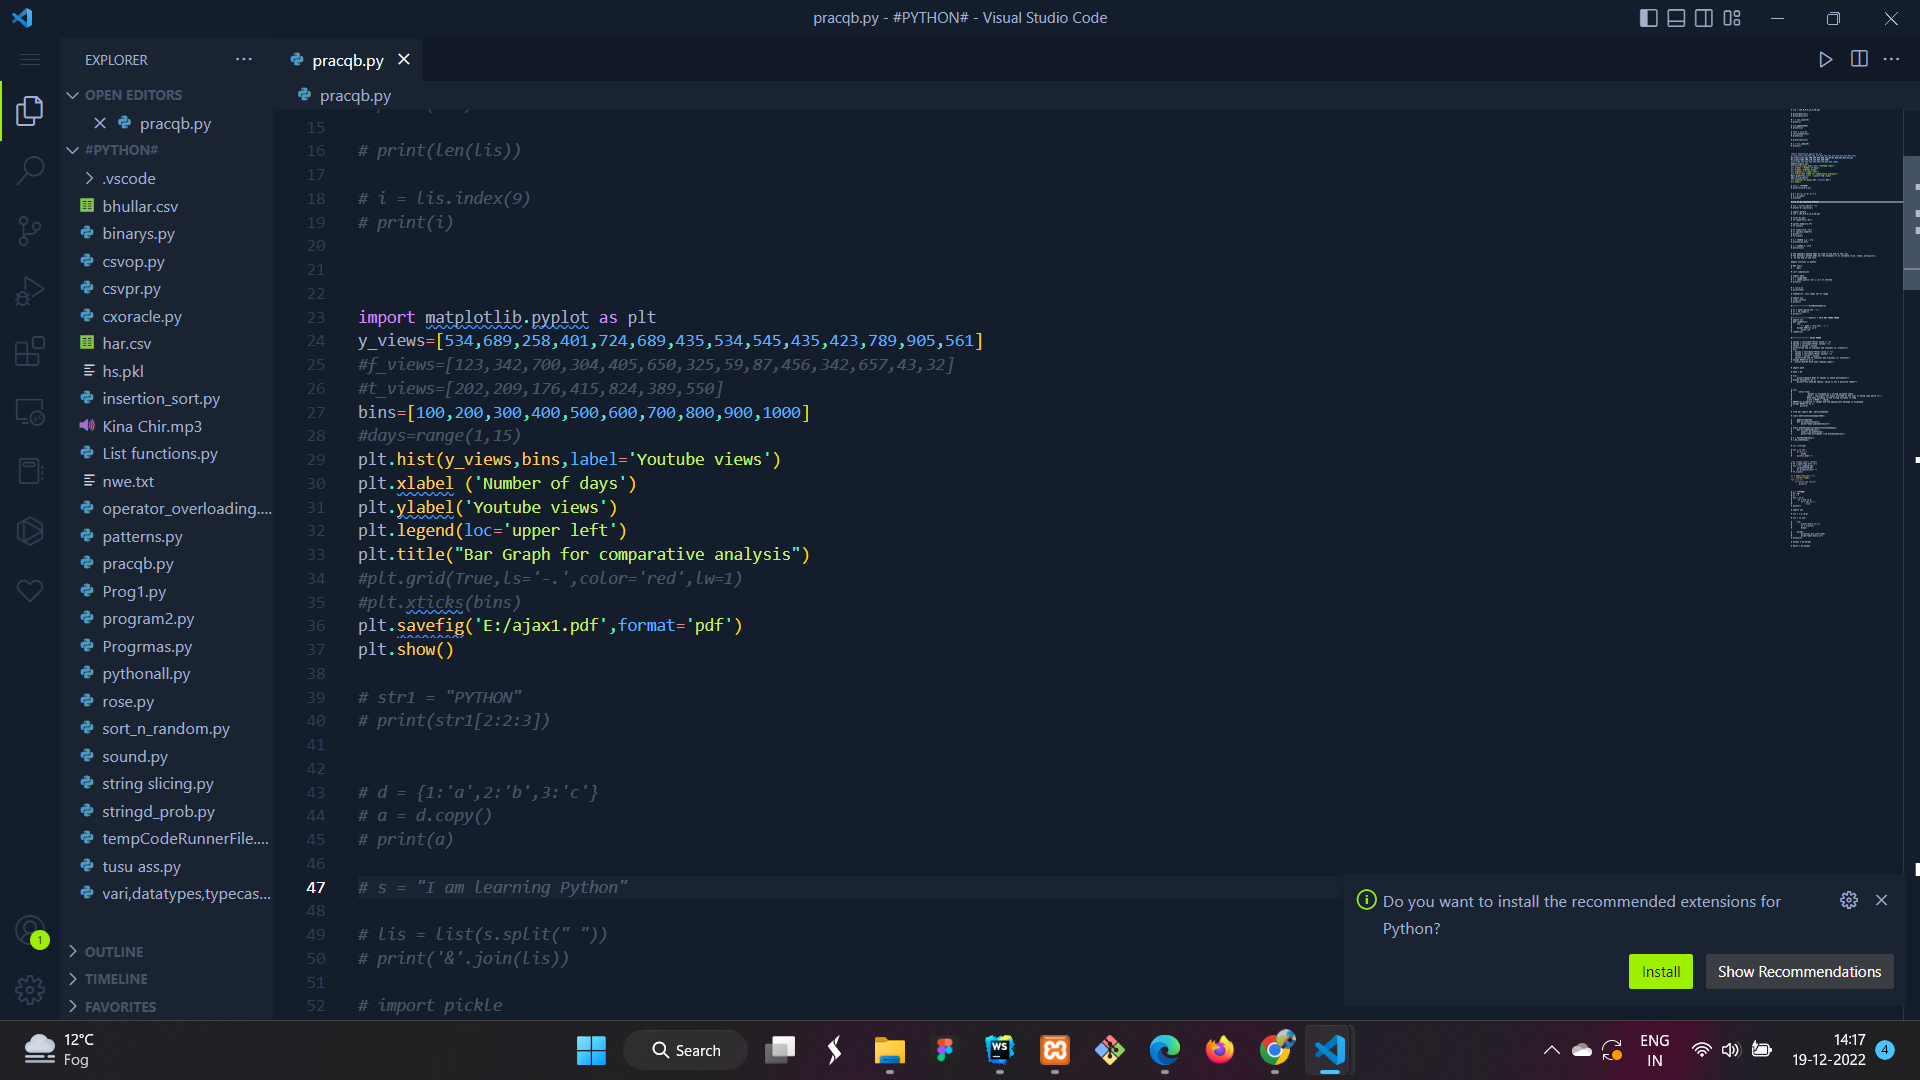 pracqb.py - #PYTHON# - Visual Studio Code
EXPLORER
OPEN EDITORS
pracqb.py
#PYTHON#
.vscode
bhullar.csv
binarys.py
csvop.py
csvpr.py
cxoracle.py
har.csv
hs.pkl
insertion_sort.py
Kina Chir.mp3
List functions.py
nwe.txt
operator_overloading....
patterns.py
pracqb.py
Prog1.py
program2.py
Progrmas.py
pythonall.py
rose.py
sort_n_random.py
sound.py
string slicing.py
stringd_prob.py
tempCodeRunnerFile....
tusu ass.py
vari,datatypes,typecas...
OUTLINE
TIMELINE
FAVORITES
1
pracqb.py
pracqb.py
15
16 # print(len(lis))
17
18 # i = lis.index(9)
19 # print(i)
20
21
22
23 import matplotlib.pyplot as plt
24 y_views=[534,689,258,401,724,689,435,534,545,435,423,789,905,561]
25 #f_views=[123,342,700,304,405,650,325,59,87,456,342,657,43,32]
26 #t_views=[202,209,176,415,824,389,550]
27 bins=[100,200,300,400,500,600,700,800,900,1000]
28 #days=range(1,15)
29 plt.hist(y_views,bins,label='Youtube views')
30 plt.xlabel ('Number of days')
31 plt.ylabel('Youtube views')
32 plt.legend(loc='upper left')
33 plt.title("Bar Graph for comparative analysis")
34 #plt.grid(True,ls='-.',color='red',lw=1)
35 #plt.xticks(bins)
36 plt.savefig('E:/ajax1.pdf',format='pdf')
37 plt.show()
38
39 # str1 = "PYTHON"
40 # print(str1[2:2:3])
41
42
43 # d = {1:'a',2:'b',3:'c'}
44 # a = d.copy()
45 # print(a)
46
47 # s = "I am learning Python"
48
49 # lis = list(s.split(" "))
50 # print('&'.join(lis))
51
52 # import pickle
Do you want to install the recommended extensions for
Python?
Install
Show Recommendations
12°C
Fog
Search
WS
ENG
IN
14:17
19-12-2022
4